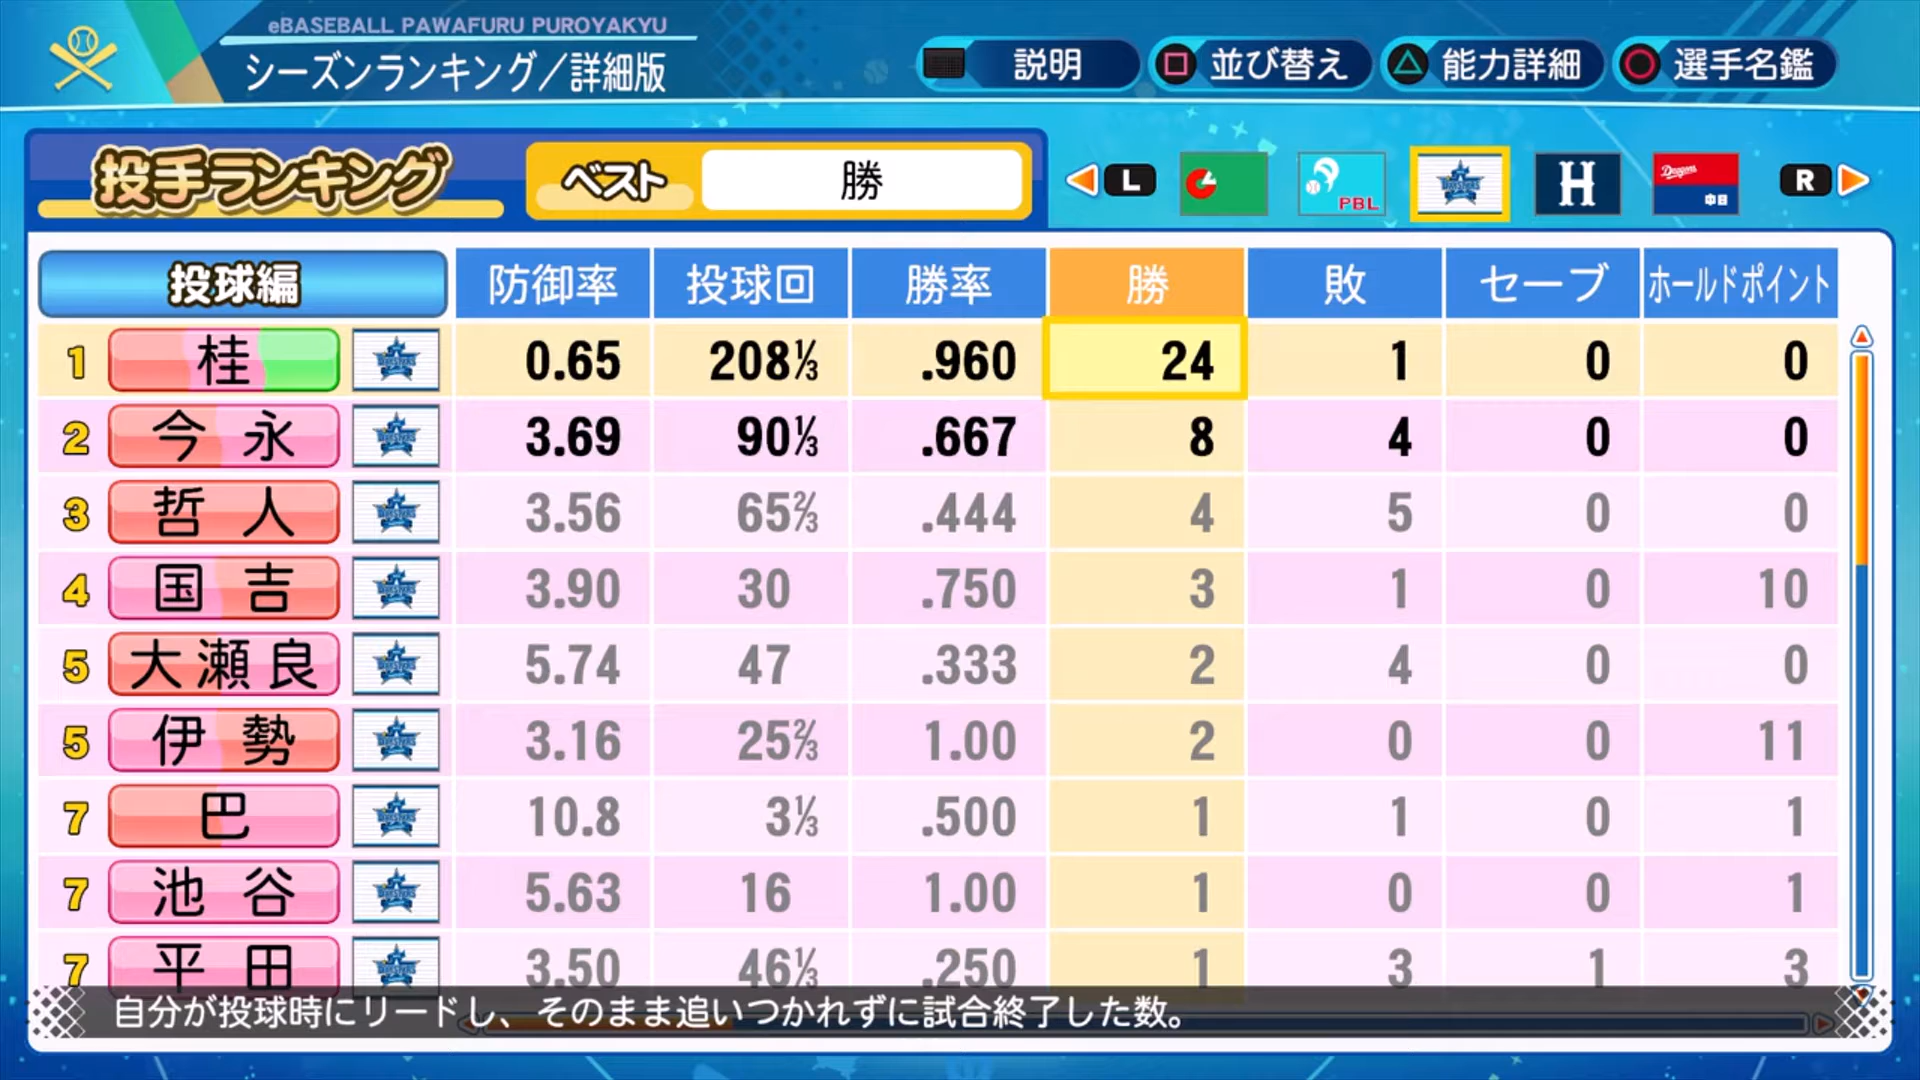 eBASEBALL PAWAFURU PUROYAKYU
シーズンランキング／詳細版
説明 並び替え 能力詳細 選手名鑑
投手ランキング ベスト 勝
L PBL H Dragons 中日 R
投球編 防御率 投球回 勝率 勝 敗 セーブ ホールドポイント
1 桂 0.65 208⅓ .960 24 1 0 0
2 今永 3.69 90⅓ .667 8 4 0 0
3 哲人 3.56 65⅔ .444 4 5 0 0
4 国吉 3.90 30 .750 3 1 0 10
5 大瀬良 5.74 47 .333 2 4 0 0
5 伊勢 3.16 25⅔ 1.00 2 0 0 11
7 巴 10.8 3⅓ .500 1 1 0 1
7 池谷 5.63 16 1.00 1 0 0 1
7 平田 3.50 46⅓ .250 1 3 1 3
自分が投球時にリードし、そのまま追いつかれずに試合終了した数。